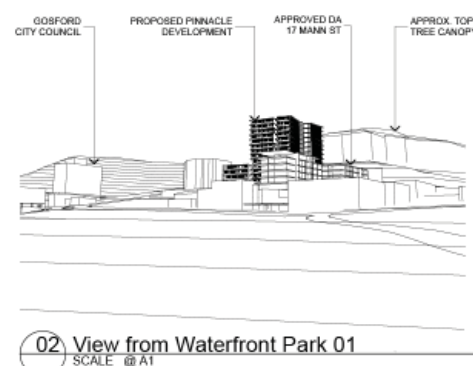 GOSFORD
CITY COUNCIL
PROPOSED PINNACLE
DEVELOPMENT
APPROVED DA
17 MANN ST
APPROX. TOP
TREE CANOPY
02 View from Waterfront Park 01
SCALE @ A1